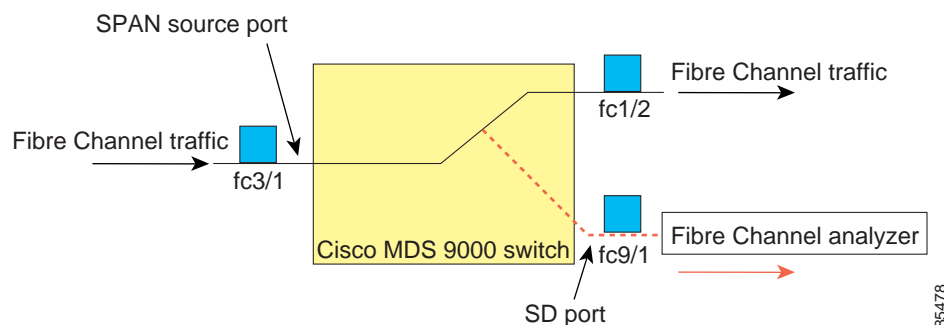 SPAN source port
Fibre Channel traffic
fc1/2
Fibre Channel traffic
fc3/1
Cisco MDS 9000 switch
Fibre Channel analyzer
fc9/1
SD port
85478